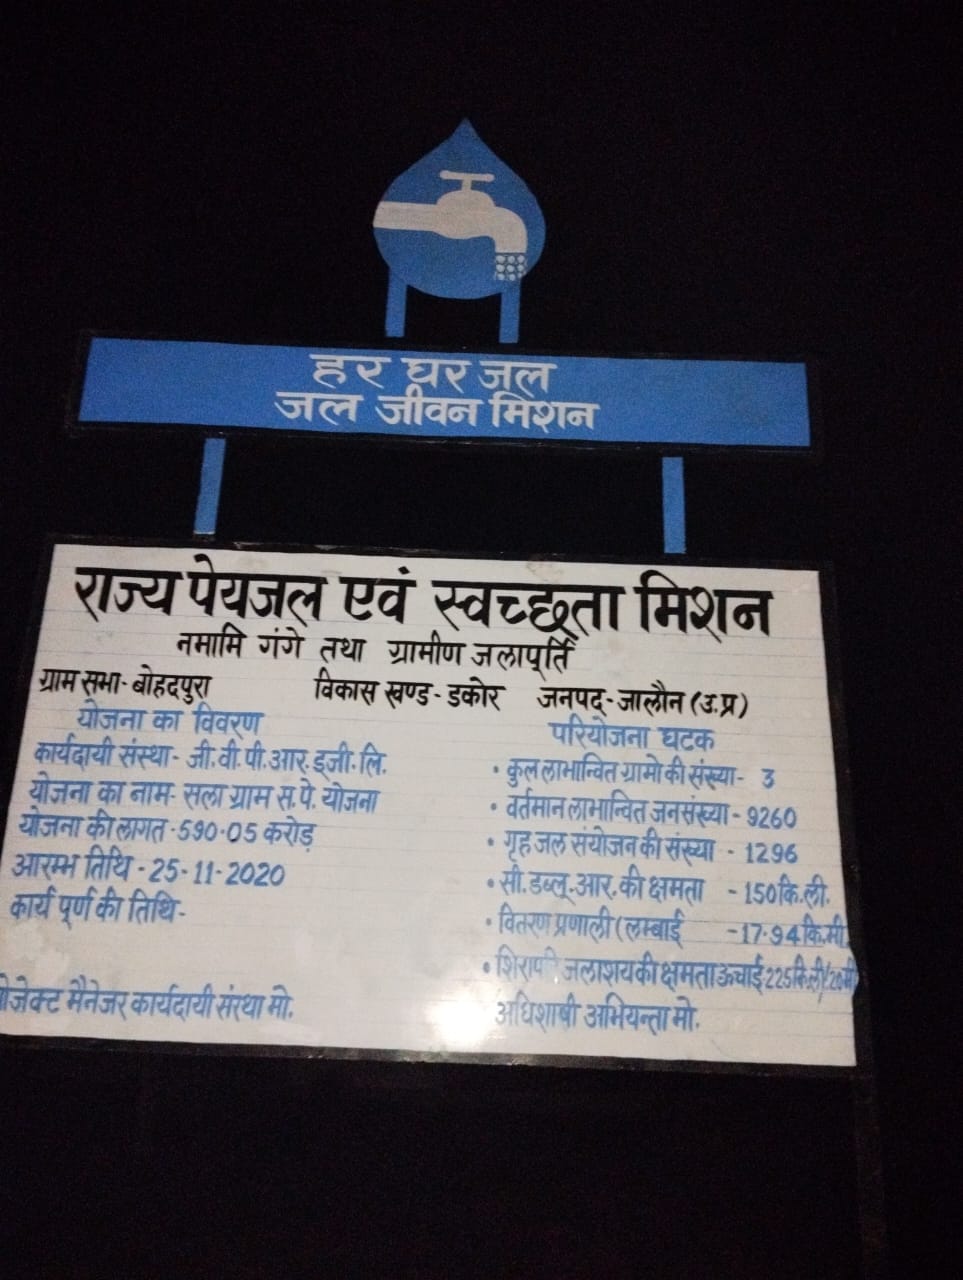 हर घर जल
जल जीवन मिशन
राज्य पेयजल एवं स्वच्छता मिशन
नमामि गंगे तथा ग्रामीण जलापूर्ति
ग्राम सभा- बोहदपुरा विकास खण्ड- डकोर जनपद- जालौन (उ.प्र)
योजना का विवरण
कार्यदायी संस्था- जी.वी.पी.आर.इजी.लि.
योजना का नाम- सला ग्राम स.पे. योजना
योजना की लागत-590.05 करोड़
आरम्भ तिथि - 25-11-2020
कार्य पूर्ण की तिथि-
मैनेजर कार्यदायी संस्था मो.
परियोजना घटक
• कुल लाभान्वित ग्रामो की संख्या- 3
• वर्तमान लाभान्वित जनसंख्या - 9260
• गृह जल संयोजन की संख्या - 1296
• सी.डब्लू.आर. की क्षमता - 150 कि.ली.
• वितरण प्रणाली (लम्बाई -17.94 कि.मी.
• जलाशय की क्षमता ऊचाई 225 कि.ली/20मी
अधिशाषी अभियन्ता मो.